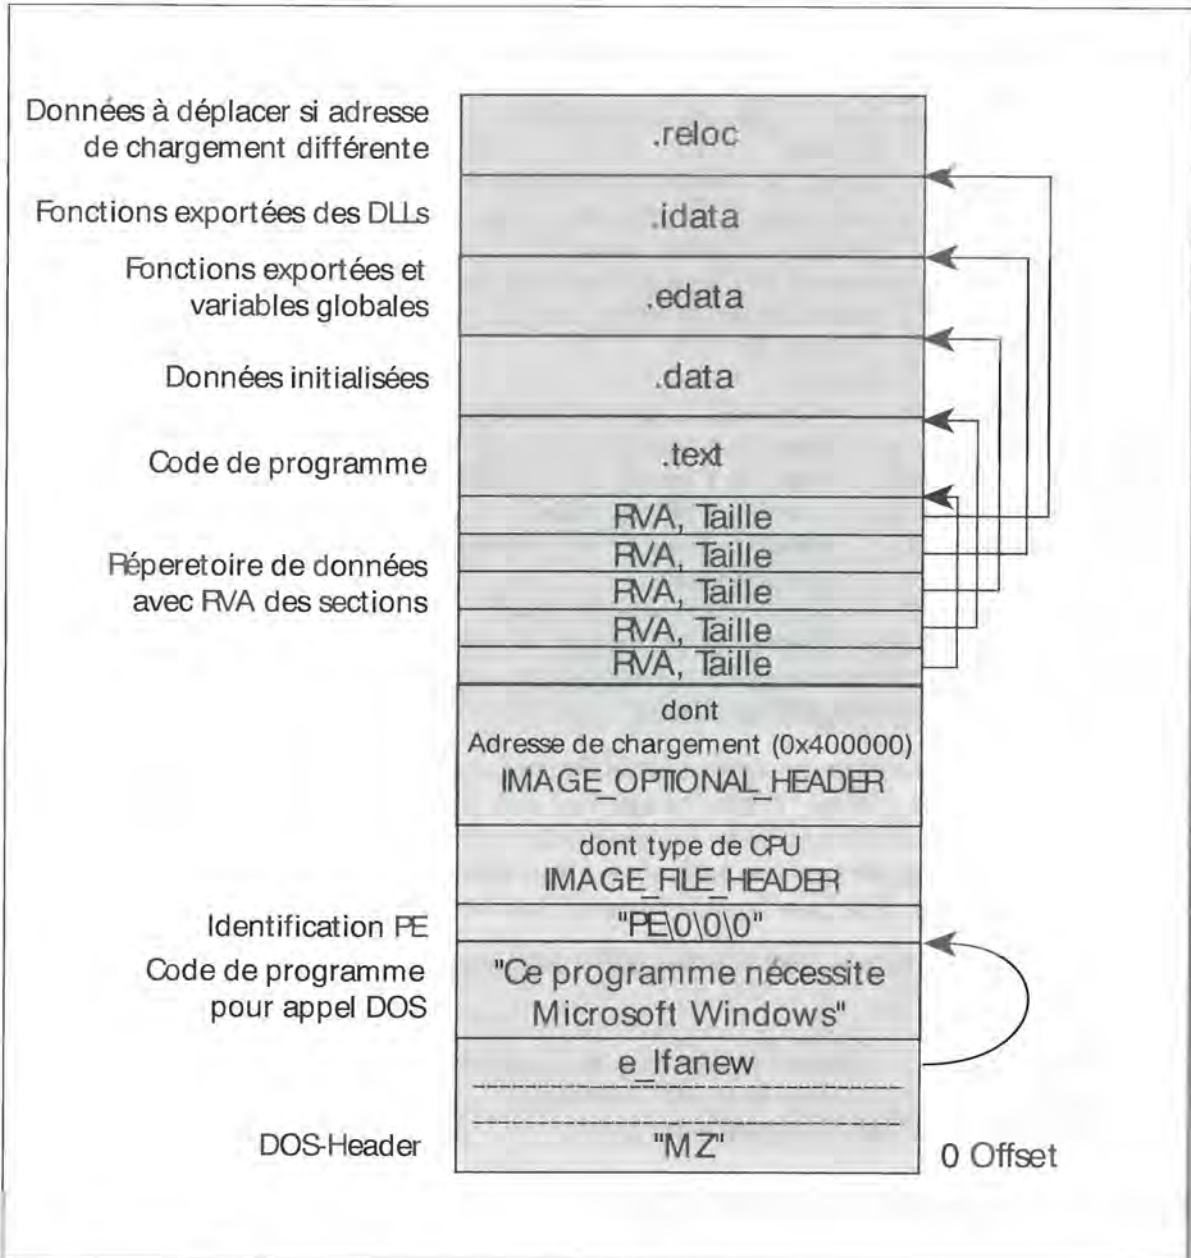 Données à déplacer si adresse
de chargement différente
.reloc
Fonctions exportées des DLLs
.idata
Fonctions exportées et
variables globales
.edata
Données initialisées
.data
Code de programme
.text
RVA, Taille
RVA, Taille
Réperetoire de données
avec RVA des sections
RVA, Taille
RVA, Taille
RVA, Taille
dont
Adresse de chargement (0x400000)
IMAGE_OPTIONAL_HEADER
dont type de CPU
IMAGE_FILE_HEADER
Identification PE
"PE\0\0\0"
Code de programme
pour appel DOS
"Ce programme nécessite
Microsoft Windows"
e_lfanew
DOS-Header
"MZ"
0 Offset